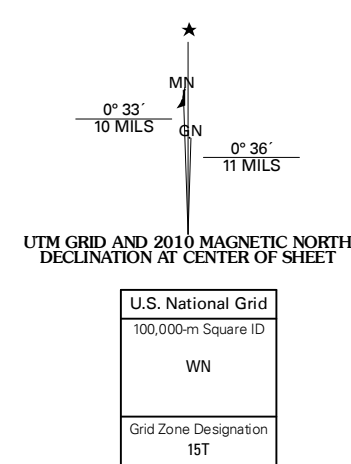 ★
MN
0° 33´
10 MILS
GN
0° 36´
11 MILS
UTM GRID AND 2010 MAGNETIC NORTH
DECLINATION AT CENTER OF SHEET
U.S. National Grid
100,000-m Square ID
WN
Grid Zone Designation
15T